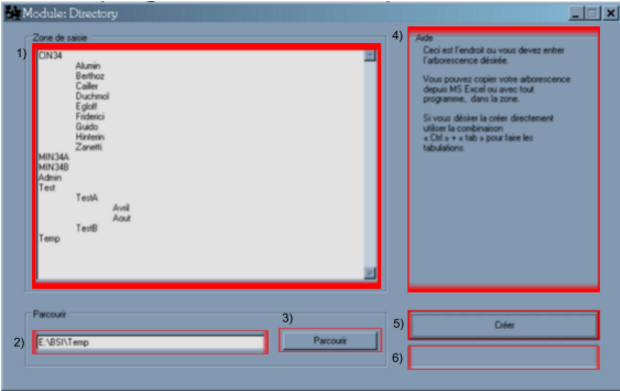 Module: Directory
Zone de saisie
1)
CIN34
Alumin
Berthoz
Cailler
Duchmol
Egloff
Friderici
Guido
Hinterin
Zanetti
MIN34A
MIN34B
Admin
Test
TestA
Avril
Aout
TestB
Temp
4)
Aide
Ceci est l'endroit ou vous devez entrer
l'arborescence désirée.
Vous pouvez copier votre arborescence
depuis MS Excel ou avec tout
programme, dans la zone.
Si vous désirer la créer directement
utiliser la combinaison
« Ctrl » + « tab » pour faire les
tabulations.
Parcourir
2)
E:\BSI\Temp
3)
Parcourir
5)
Créer
6)